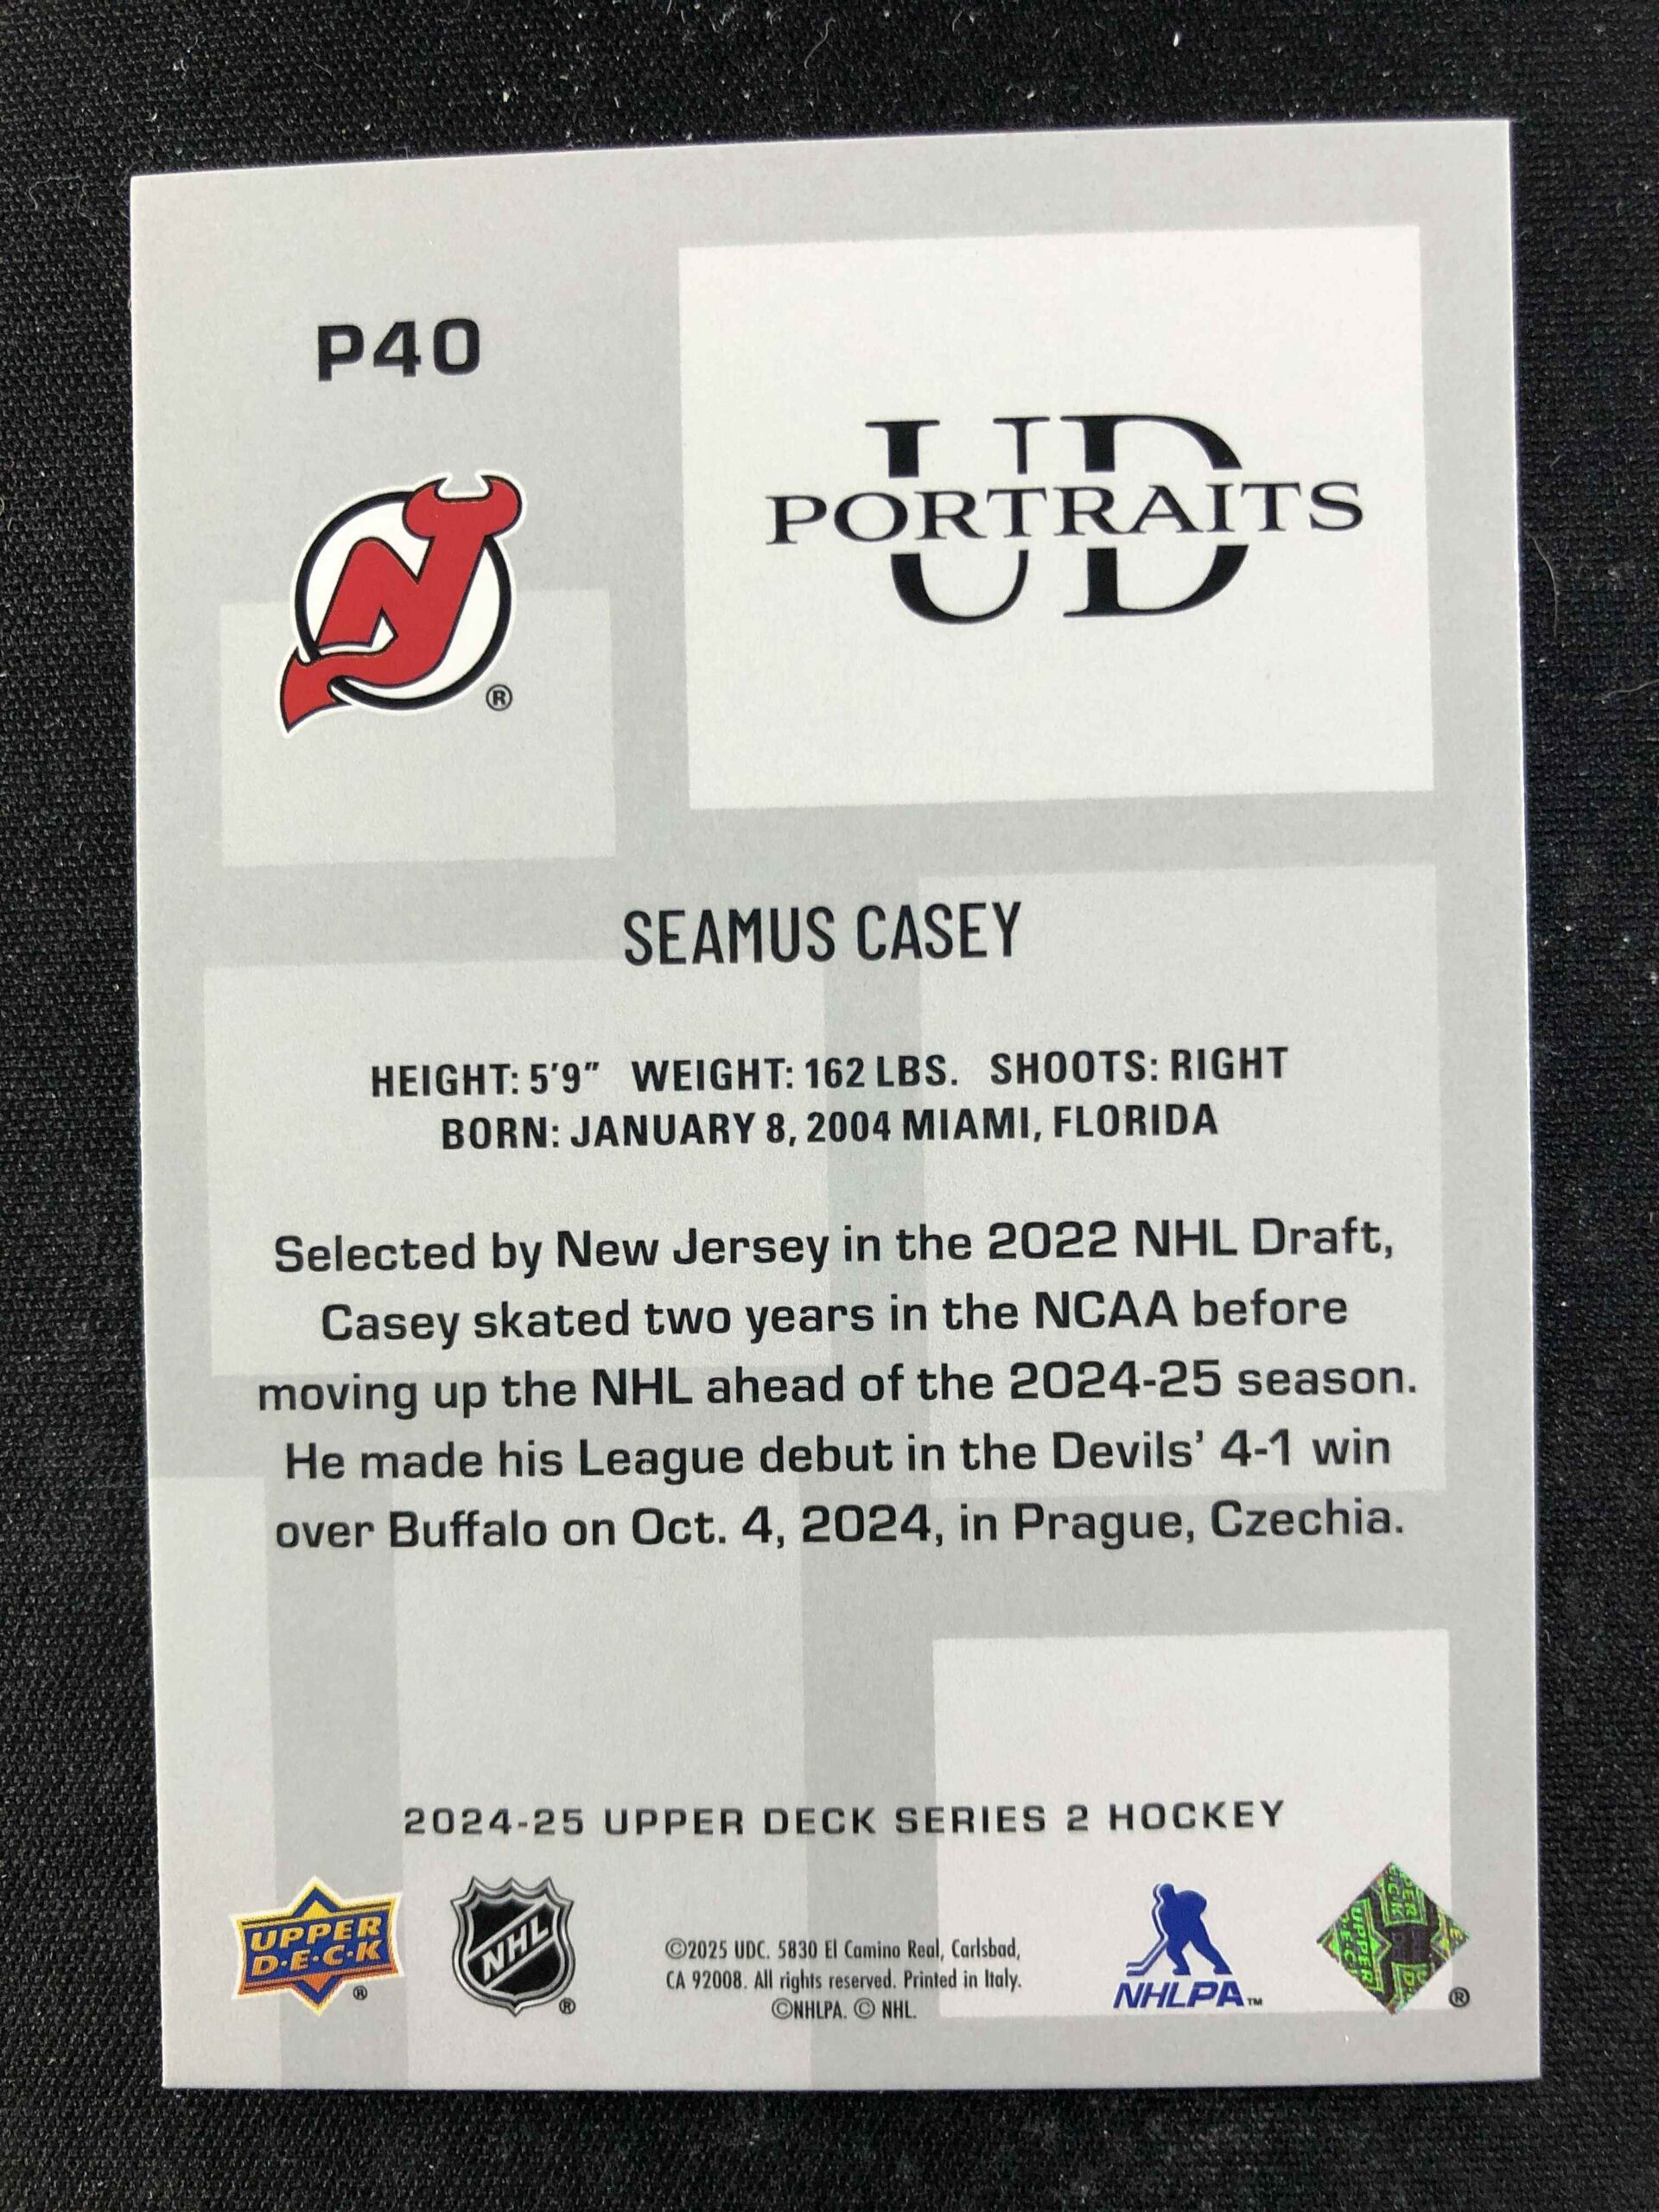 P40
UD
PORTRAITS
®
SEAMUS CASEY
HEIGHT: 5'9" WEIGHT: 162 LBS. SHOOTS: RIGHT
BORN: JANUARY 8, 2004 MIAMI, FLORIDA
Selected by New Jersey in the 2022 NHL Draft,
Casey skated two years in the NCAA before
moving up the NHL ahead of the 2024-25 season.
He made his League debut in the Devils' 4-1 win
over Buffalo on Oct. 4, 2024, in Prague, Czechia.
2024-25 UPPER DECK SERIES 2 HOCKEY
UPPER
D·E·C·K
®
NHL
®
©2025 UDC. 5830 El Camino Real, Carlsbad,
CA 92008. All rights reserved. Printed in Italy.
©NHLPA. © NHL.
NHLPA™
UPPER
®